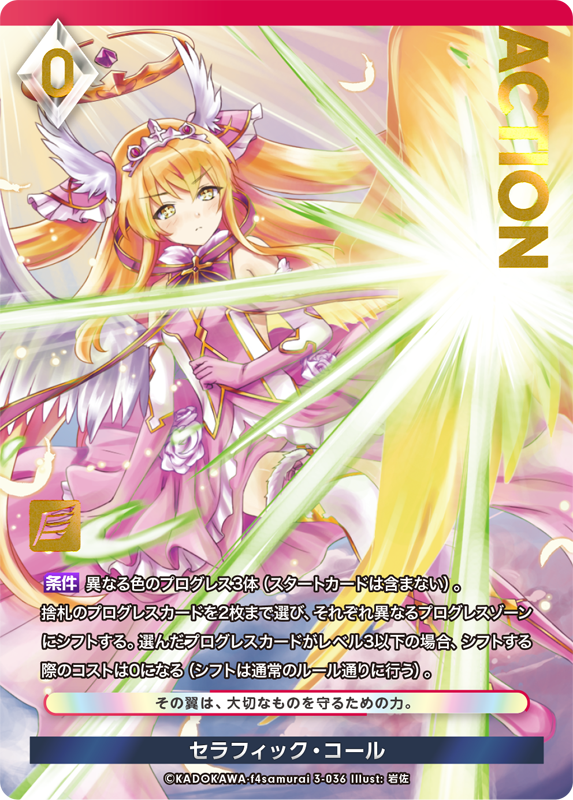 0
ACTION
条件 異なる色のプログレス3体（スタートカードは含まない）。
捨札のプログレスカードを2枚まで選び、それぞれ異なるプログレスゾーン
にシフトする。選んだプログレスカードがレベル3以下の場合、シフトする
際のコストは0になる（シフトは通常のルール通りに行う）。
その翼は、大切なものを守るための力。
セラフィック・コール
©KADOKAWA・f4samurai 3-036 Illust: 岩佐